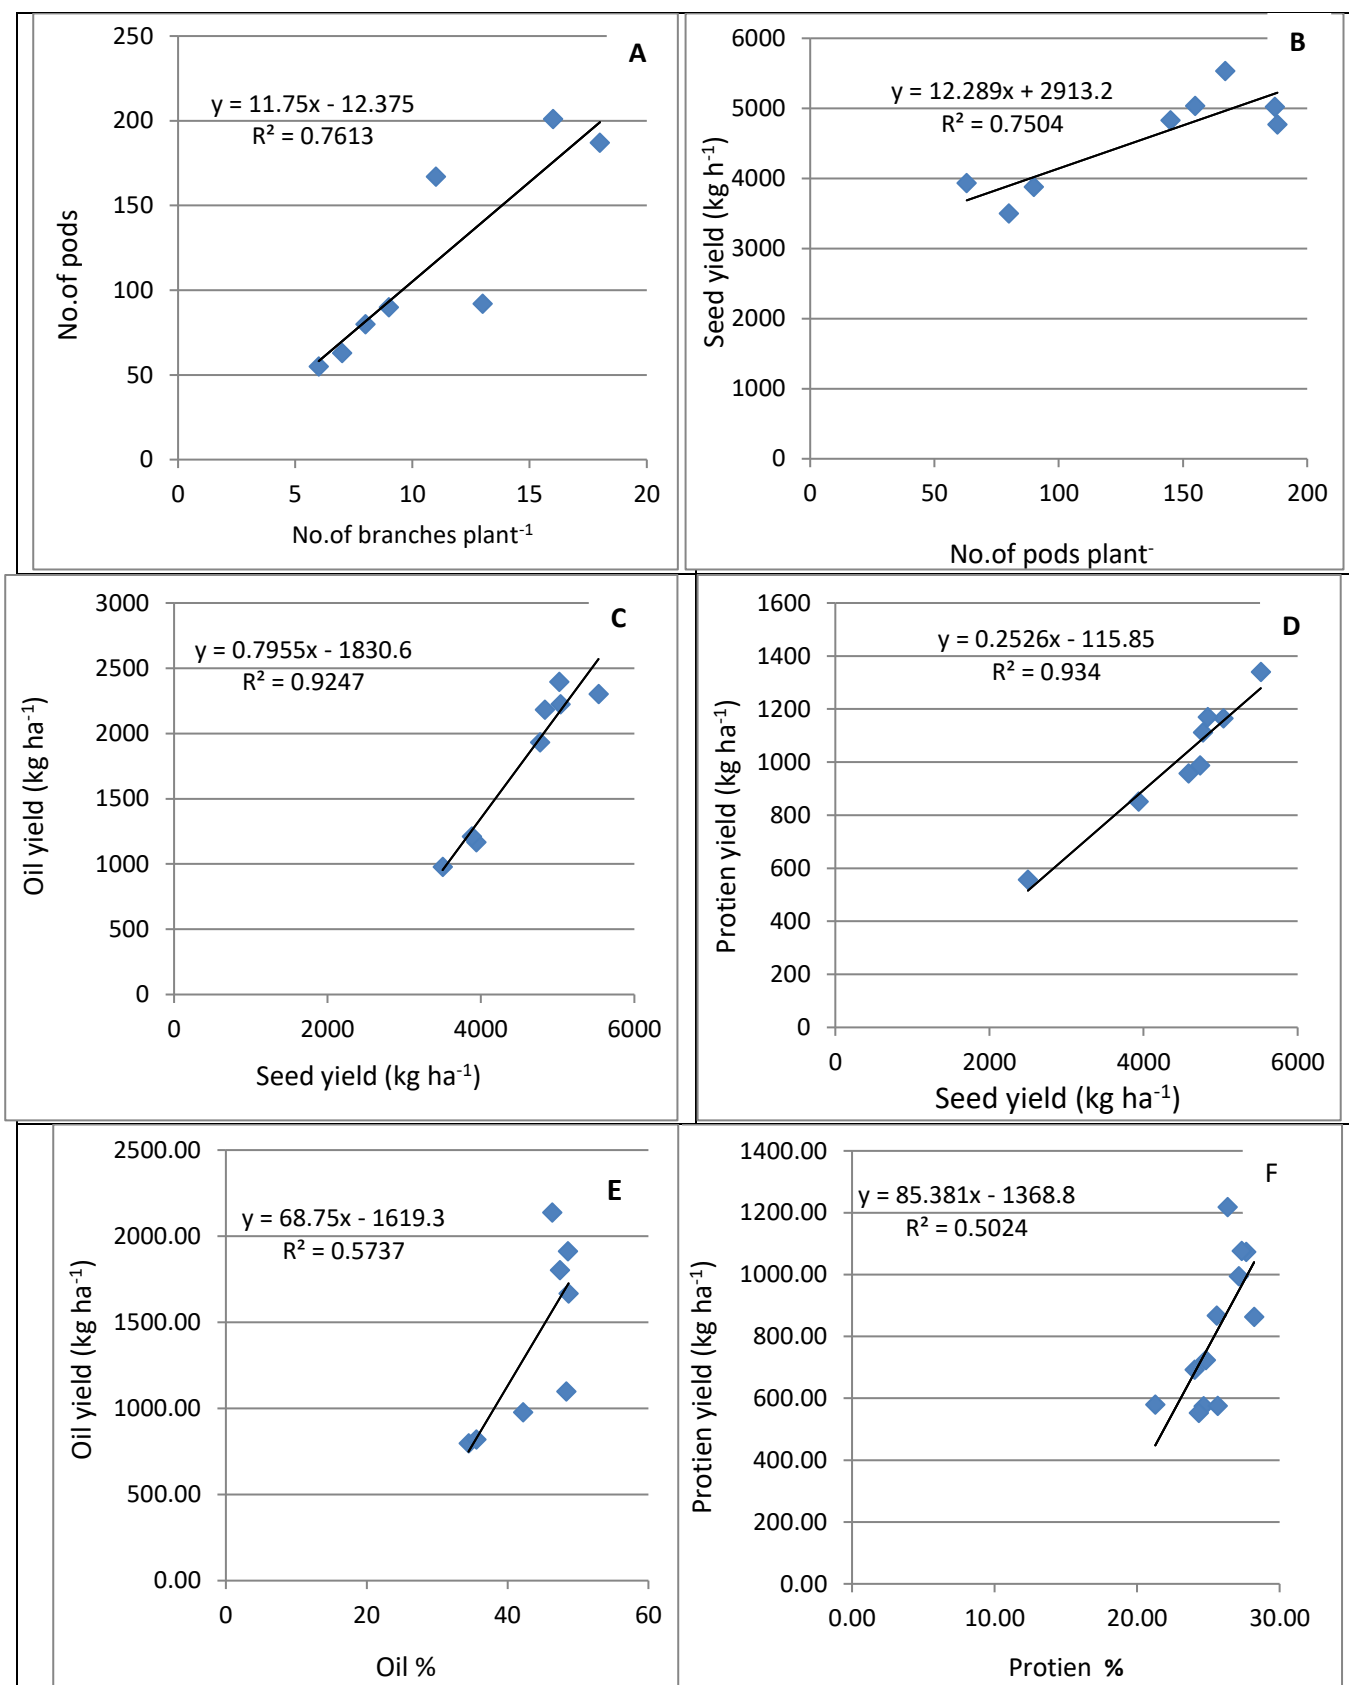 A
y = 11.75x - 12.375
R² = 0.7613
No.of pods
250
200
150
100
50
0
0 5 10 15 20
No.of branches plant⁻¹
B
y = 12.289x + 2913.2
R² = 0.7504
Seed yield (kg h⁻¹)
6000
5000
4000
3000
2000
1000
0
0 50 100 150 200
No.of pods plant⁻
C
y = 0.7955x - 1830.6
R² = 0.9247
Oil yield (kg ha⁻¹)
3000
2500
2000
1500
1000
500
0
0 2000 4000 6000
Seed yield (kg ha⁻¹)
D
y = 0.2526x - 115.85
R² = 0.934
Protien yield (kg ha⁻¹)
1600
1400
1200
1000
800
600
400
200
0
0 2000 4000 6000
Seed yield (kg ha⁻¹)
E
y = 68.75x - 1619.3
R² = 0.5737
Oil yield (kg ha⁻¹)
2500.00
2000.00
1500.00
1000.00
500.00
0.00
0 20 40 60
Oil %
F
y = 85.381x - 1368.8
R² = 0.5024
Protien yield (kg ha⁻¹)
1400.00
1200.00
1000.00
800.00
600.00
400.00
200.00
0.00
0.00 10.00 20.00 30.00
Protien %